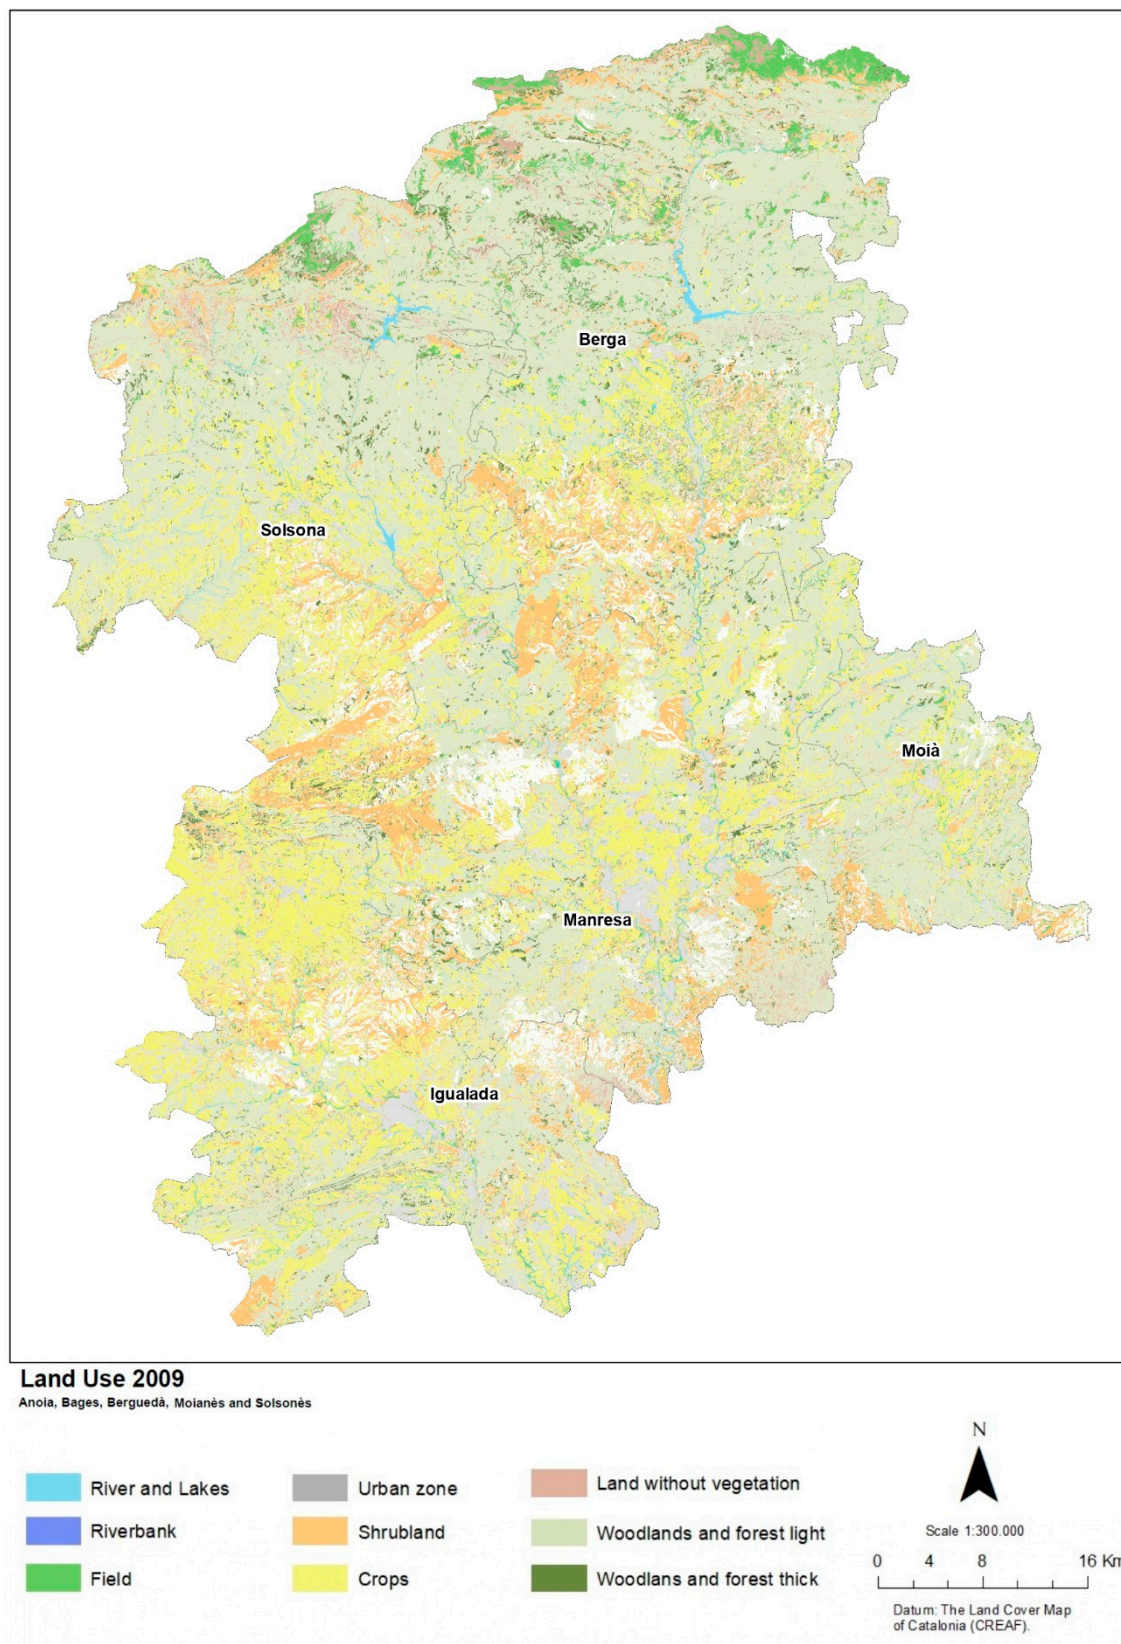 Berga
Solsona
Moià
Manresa
Igualada
Land Use 2009
Anoia, Bages, Berguedà, Moianès and Solsonès
River and Lakes
Riverbank
Field
Urban zone
Shrubland
Crops
Land without vegetation
Woodlands and forest light
Woodlans and forest thick
N
Scale 1:300.000
0 4 8 16 Km
Datum: The Land Cover Map
of Catalonia (CREAF).